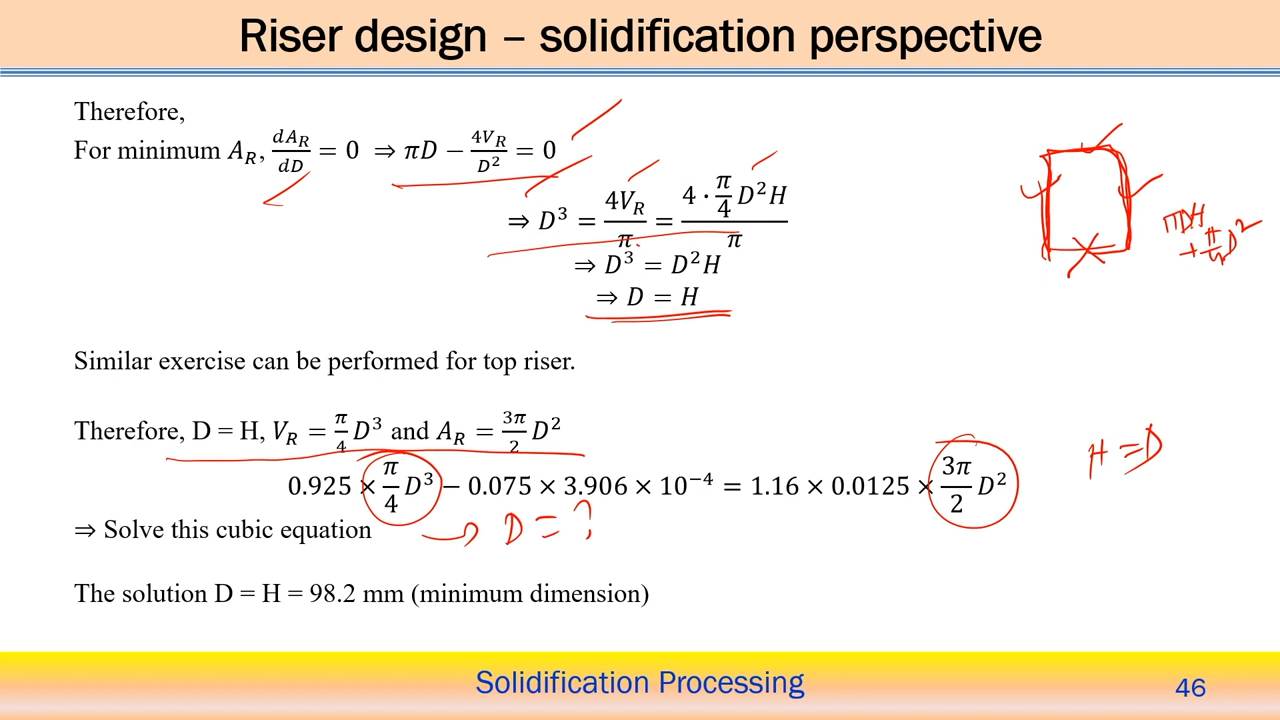 Riser design – solidification perspective
Therefore,
For minimum A_R, dA_R/dD = 0 ⇒ πD − 4V_R/D² = 0
⇒ D³ = 4V_R/π = (4 · π/4 D²H)/π
⇒ D³ = D²H
⇒ D = H
πDH
+ π/4 D²
Similar exercise can be performed for top riser.
Therefore, D = H, V_R = π/4 D³ and A_R = 3π/2 D²
H = D
0.925 × π/4 D³ − 0.075 × 3.906 × 10⁻⁴ = 1.16 × 0.0125 × 3π/2 D²
⇒ Solve this cubic equation
D = ?
The solution D = H = 98.2 mm (minimum dimension)
Solidification Processing
46